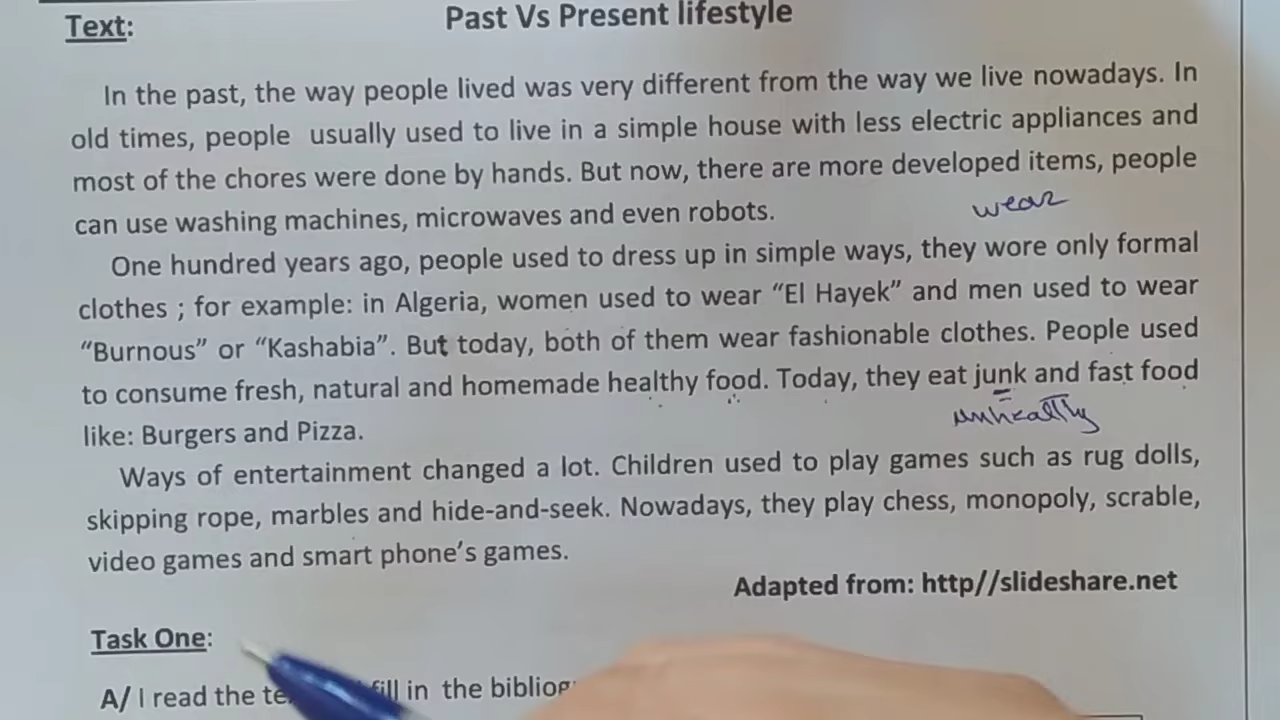 Text:
Past Vs Present lifestyle
In the past, the way people lived was very different from the way we live nowadays. In
old times, people usually used to live in a simple house with less electric appliances and
most of the chores were done by hands. But now, there are more developed items, people
can use washing machines, microwaves and even robots.
wear
One hundred years ago, people used to dress up in simple ways, they wore only formal
clothes ; for example: in Algeria, women used to wear “El Hayek” and men used to wear
“Burnous” or “Kashabia”. But today, both of them wear fashionable clothes. People used
to consume fresh, natural and homemade healthy food. Today, they eat junk and fast food
unhealthy
like: Burgers and Pizza.
Ways of entertainment changed a lot. Children used to play games such as rug dolls,
skipping rope, marbles and hide-and-seek. Nowadays, they play chess, monopoly, scrable,
video games and smart phone’s games.
Adapted from: http//slideshare.net
Task One:
A/ I read the fill in the